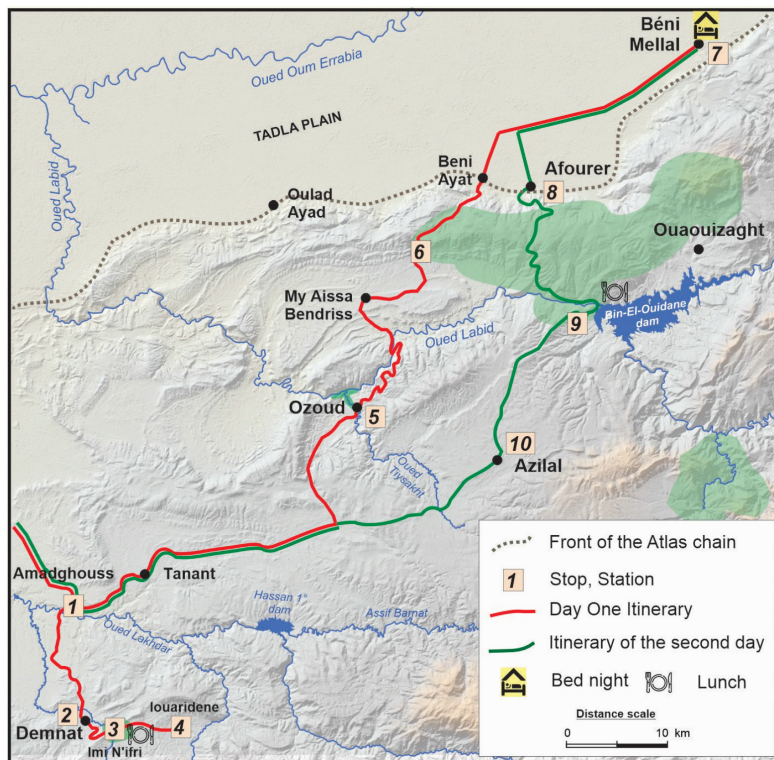 Béni
Mellal
7
Oued Oum Errabia
TADLA PLAIN
Oued Labid
Beni
Ayat
Afourer
8
Oulad
Ayad
Ouaouizaght
6
My Aissa
Bendriss
Bin-El-Ouidane
dam
9
Oued Labid
Ozoud
5
10
Azilal
Oued
Tiysakht
Front of the Atlas chain
1
Stop, Station
Day One Itinerary
Itinerary of the second day
Bed night
Lunch
Distance scale
0
10
km
Amadghouss
Tanant
1
Hassan 1°
dam
Assif Barnat
Oued Lakhdar
Iouaridene
2
3
4
Demnat
Imi N'ifri